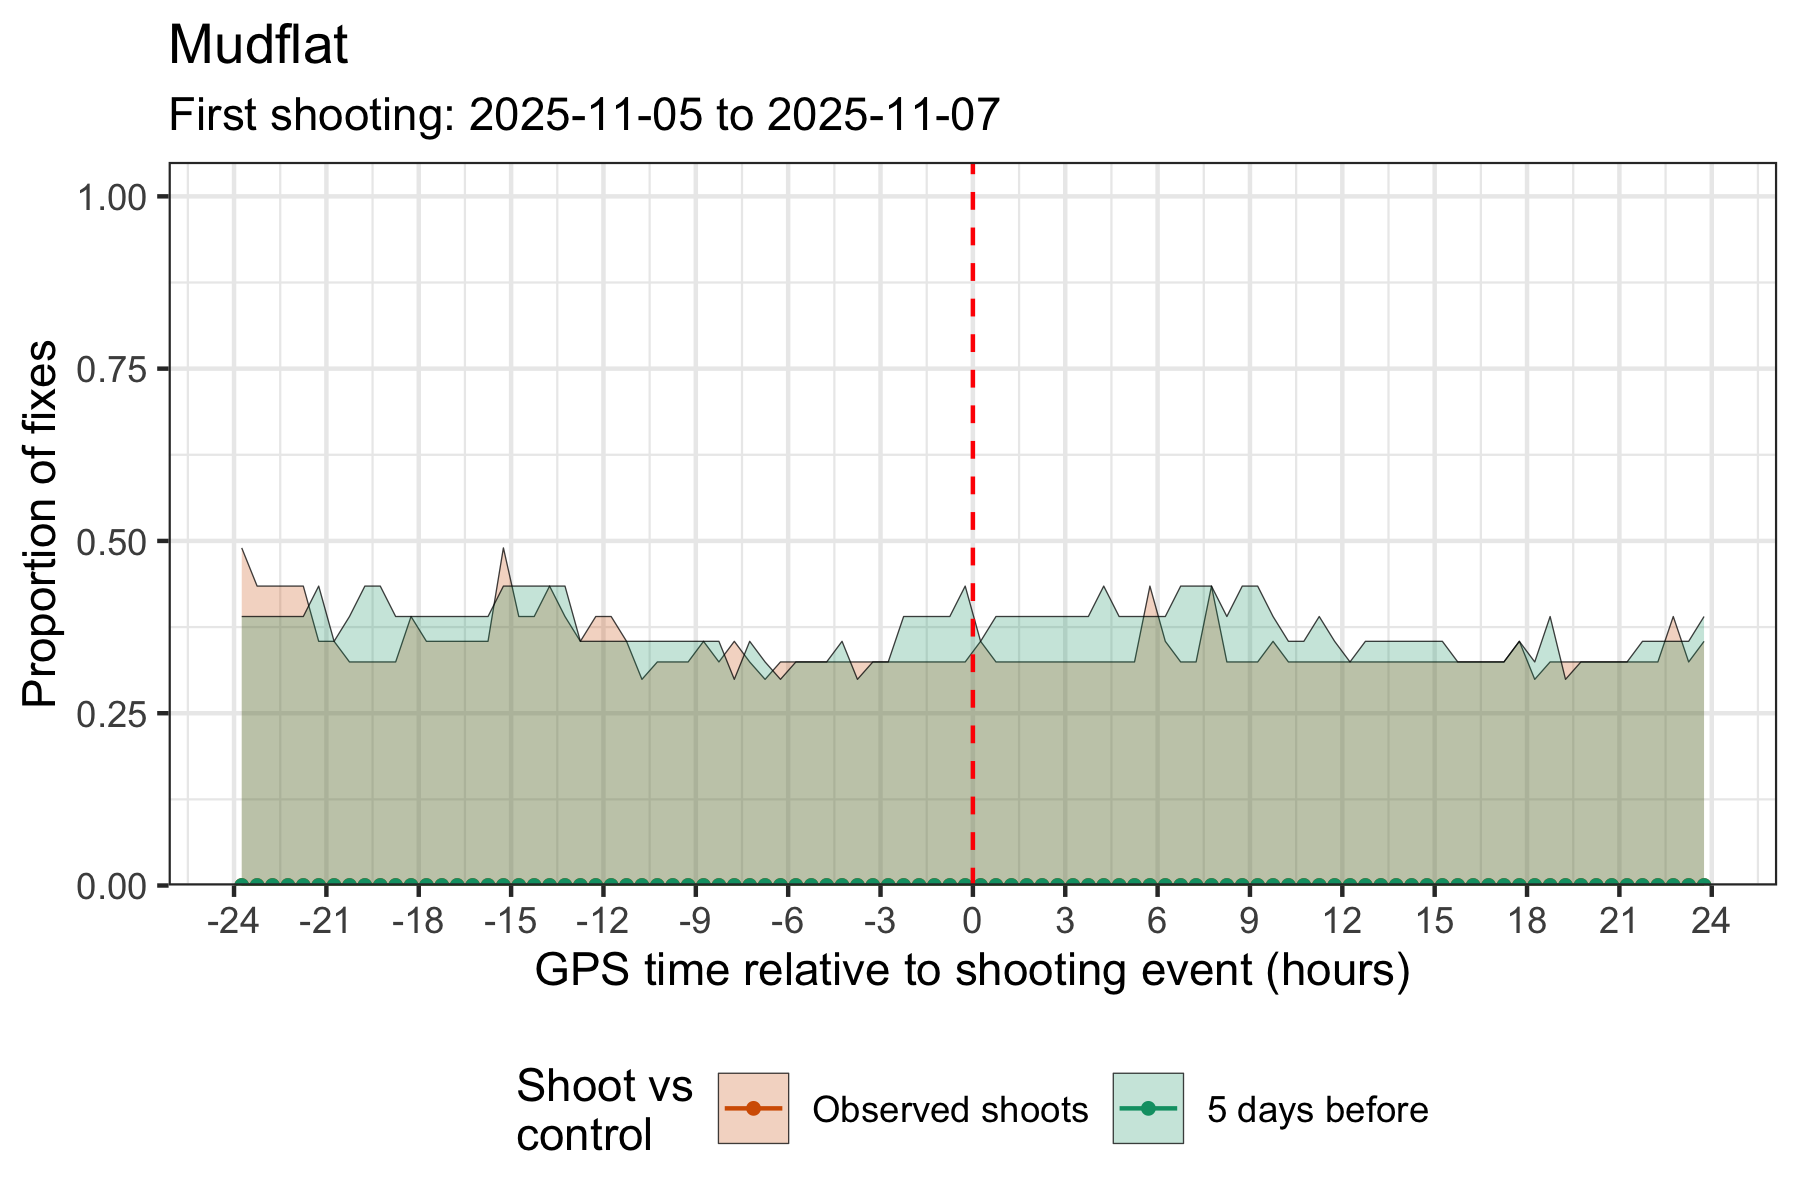 Mudflat
First shooting: 2025-11-05 to 2025-11-07
Proportion of fixes
1.00
0.75
0.50
0.25
0.00
-24 -21 -18 -15 -12 -9 -6 -3 0 3 6 9 12 15 18 21 24
GPS time relative to shooting event (hours)
Shoot vs
control
Observed shoots
5 days before